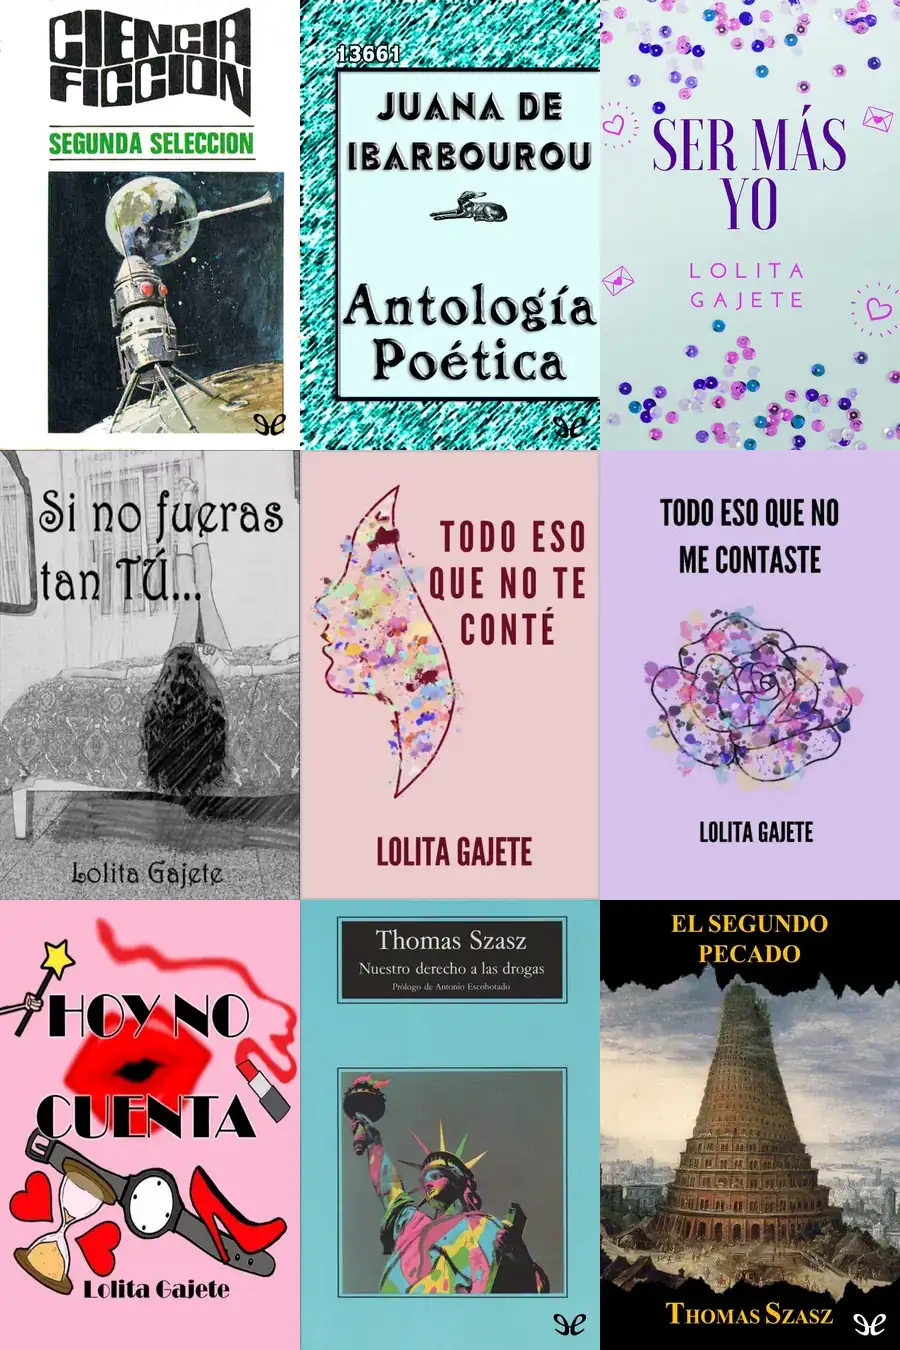 CIENCIA
FICCION
SEGUNDA SELECCION
13661
JUANA DE
IBARBOUROU
Antología
Poética
SER MÁS
YO
LOLITA
GAJETE
Si no fueras
tan TÚ...
Lolita Gajete
TODO ESO
QUE NO TE
CONTÉ
LOLITA GAJETE
TODO ESO QUE NO
ME CONTASTE
LOLITA GAJETE
HOY NO
CUENTA
Lolita Gajete
Thomas Szasz
Nuestro derecho a las drogas
Prólogo de Antonio Escohotado
EL SEGUNDO
PECADO
THOMAS SZASZ